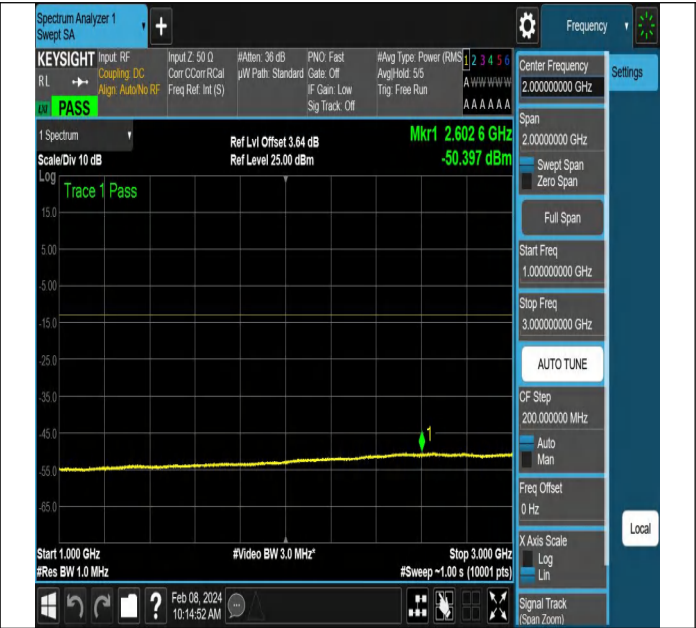 Spectrum Analyzer 1
Swept SA
+
Frequency
KEYSIGHT
Input: RF
Coupling: DC
Align: Auto/No RF
Input Z: 50 Ω
Corr CCorr RCal
Freq Ref: Int (S)
#Atten: 36 dB
µW Path: Standard
PNO: Fast
Gate: Off
IF Gain: Low
Sig Track: Off
#Avg Type: Power (RMS
Avg|Hold: 5/5
Trig: Free Run
1 2 3 4 5 6
A W W W W W
A A A A A A
RL
LXI
PASS
1 Spectrum
Scale/Div 10 dB
Ref Lvl Offset 3.64 dB
Ref Level 25.00 dBm
Mkr1 2.602 6 GHz
-50.397 dBm
Log
Trace 1 Pass
15.0
5.00
-5.00
-15.0
-25.0
-35.0
-45.0
-55.0
-65.0
1
Start 1.000 GHz
#Res BW 1.0 MHz
#Video BW 3.0 MHz*
Stop 3.000 GHz
#Sweep ~1.00 s (10001 pts)
?
Feb 08, 2024
10:14:52 AM
Center Frequency
2.000000000 GHz
Settings
Span
2.00000000 GHz
Swept Span
Zero Span
Full Span
Start Freq
1.000000000 GHz
Stop Freq
3.000000000 GHz
AUTO TUNE
CF Step
200.000000 MHz
Auto
Man
Freq Offset
0 Hz
X Axis Scale
Log
Lin
Local
Signal Track
(Span Zoom)